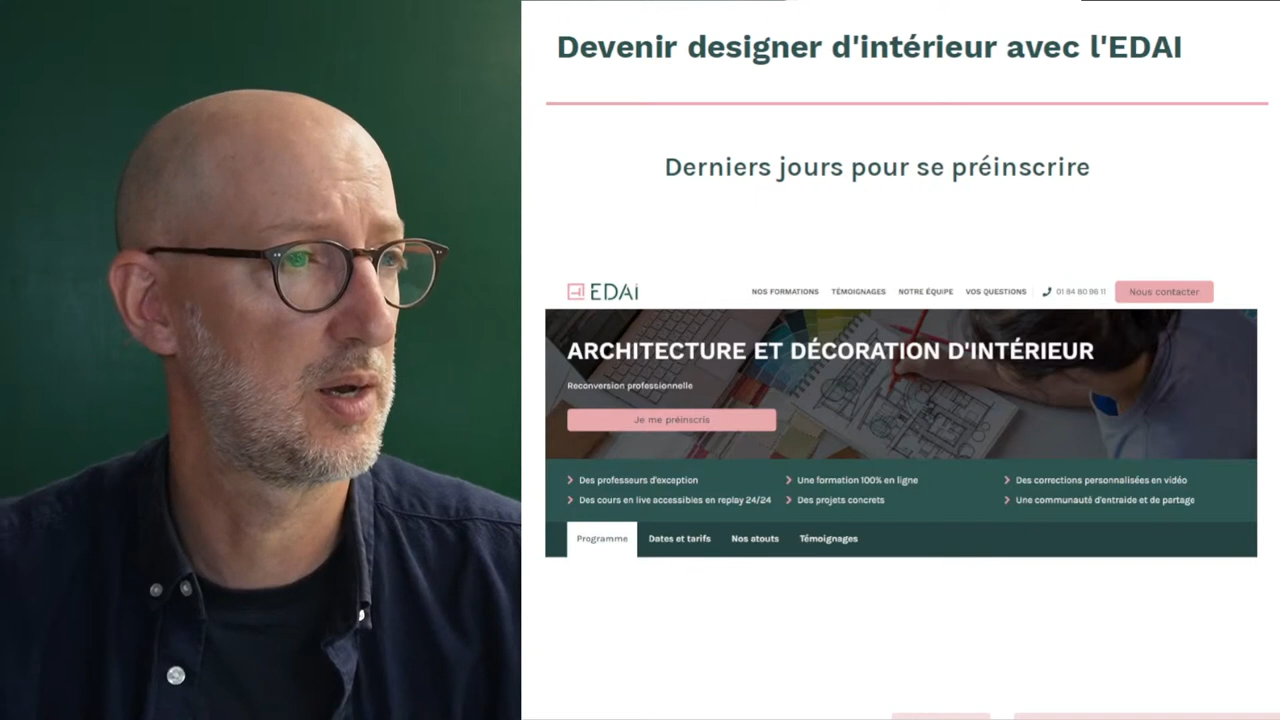 Devenir designer d'intérieur avec l'EDAI
Derniers jours pour se préinscrire
EDAI
NOS FORMATIONS TÉMOIGNAGES NOTRE ÉQUIPE VOS QUESTIONS 01 84 80 86 11 Nous contacter
ARCHITECTURE ET DÉCORATION D'INTÉRIEUR
Reconversion professionnelle
Je me préinscris
Des professeurs d'exception Une formation 100% en ligne Des corrections personnalisées en vidéo
Des cours en live accessibles en replay 24/24 Des projets concrets Une communauté d'entraide et de partage
Programme Dates et tarifs Nos atouts Témoignages